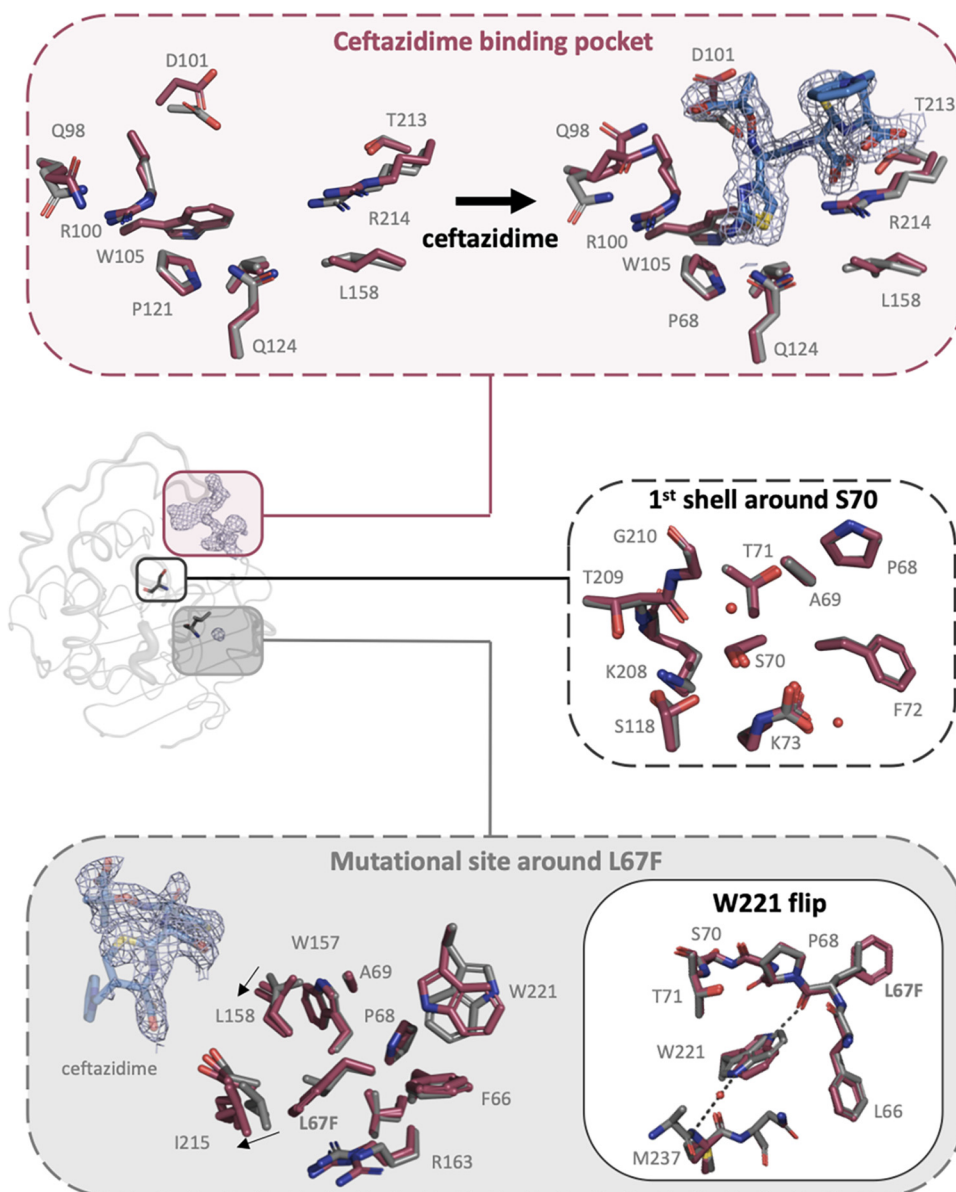 Ceftazidime binding pocket
D101
Q98
T213
R100
R214
W105
L158
P121
Q124
ceftazidime
D101
Q98
T213
R100
R214
W105
L158
P68
Q124
1st shell around S70
G210
T71
P68
T209
A69
S70
K208
F72
S118
K73
Mutational site around L67F
W157
A69
L158
P68
W221
ceftazidime
L67F
F66
I215
R163
W221 flip
S70
P68
T71
L67F
W221
L66
M237